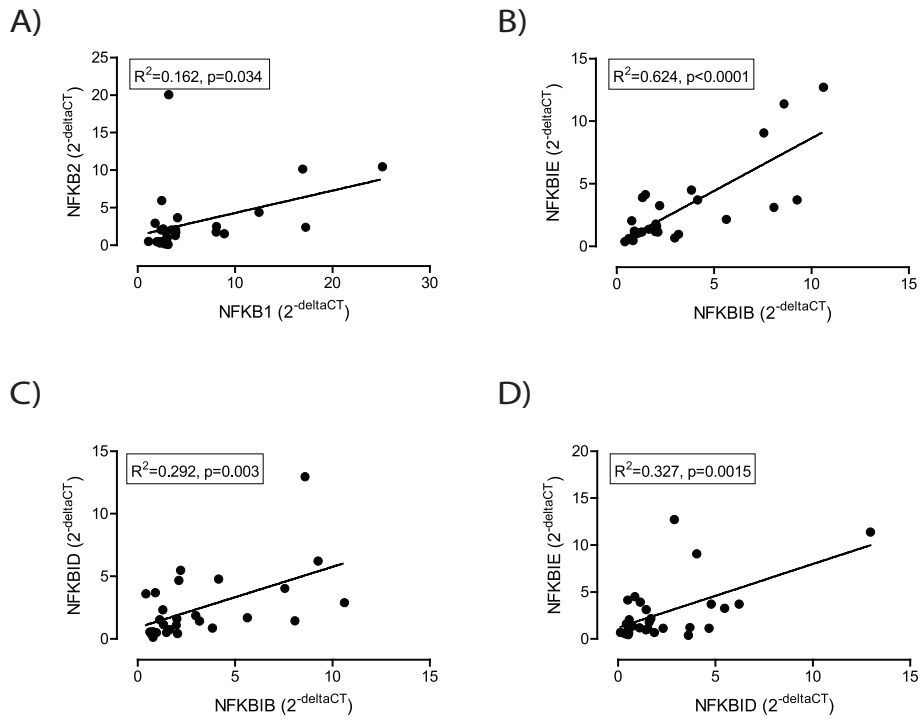 A)
B)
R²=0.162, p=0.034
R²=0.624, p<0.0001
NFKB2 (2^-deltaCT)
25
20
15
10
5
0
0
10
20
30
NFKB1 (2^-deltaCT)
NFKBIE (2^-deltaCT)
15
10
5
0
0
5
10
15
NFKBIB (2^-deltaCT)
C)
D)
R²=0.292, p=0.003
R²=0.327, p=0.0015
NFKBID (2^-deltaCT)
15
10
5
0
0
5
10
15
NFKBIB (2^-deltaCT)
NFKBIE (2^-deltaCT)
20
15
10
5
0
0
5
10
15
NFKBID (2^-deltaCT)